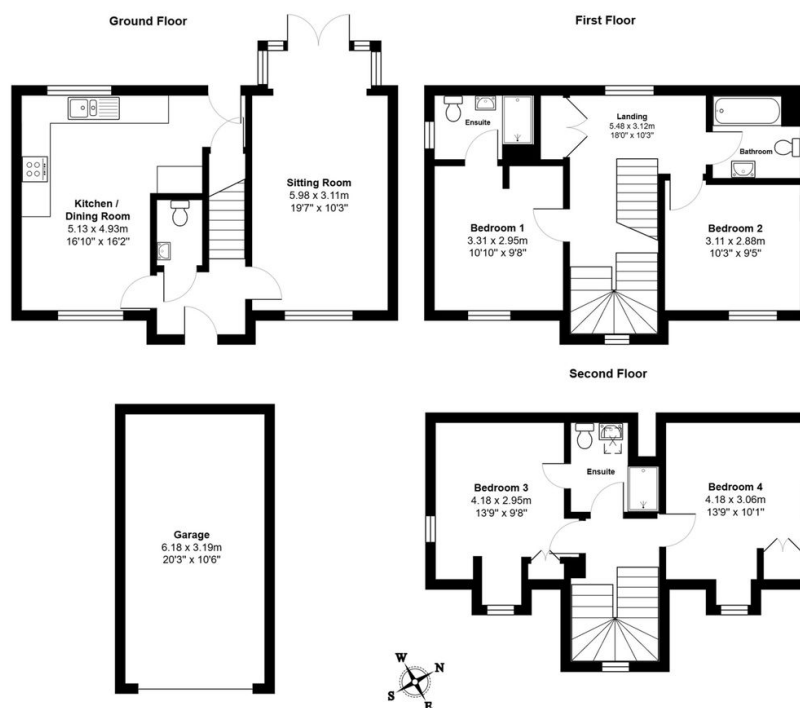 Ground Floor
Kitchen /
Dining Room
5.13 x 4.93m
16'10" x 16'2"
Sitting Room
5.98 x 3.11m
19'7" x 10'3"
First Floor
Ensuite
Landing
5.48 x 3.12m
18'0" x 10'3"
Bathroom
Bedroom 1
3.31 x 2.95m
10'10" x 9'8"
Bedroom 2
3.11 x 2.88m
10'3" x 9'5"
Second Floor
Bedroom 3
4.18 x 2.95m
13'9" x 9'8"
Ensuite
Bedroom 4
4.18 x 3.06m
13'9" x 10'1"
Garage
6.18 x 3.19m
20'3" x 10'6"
W
N
S
E